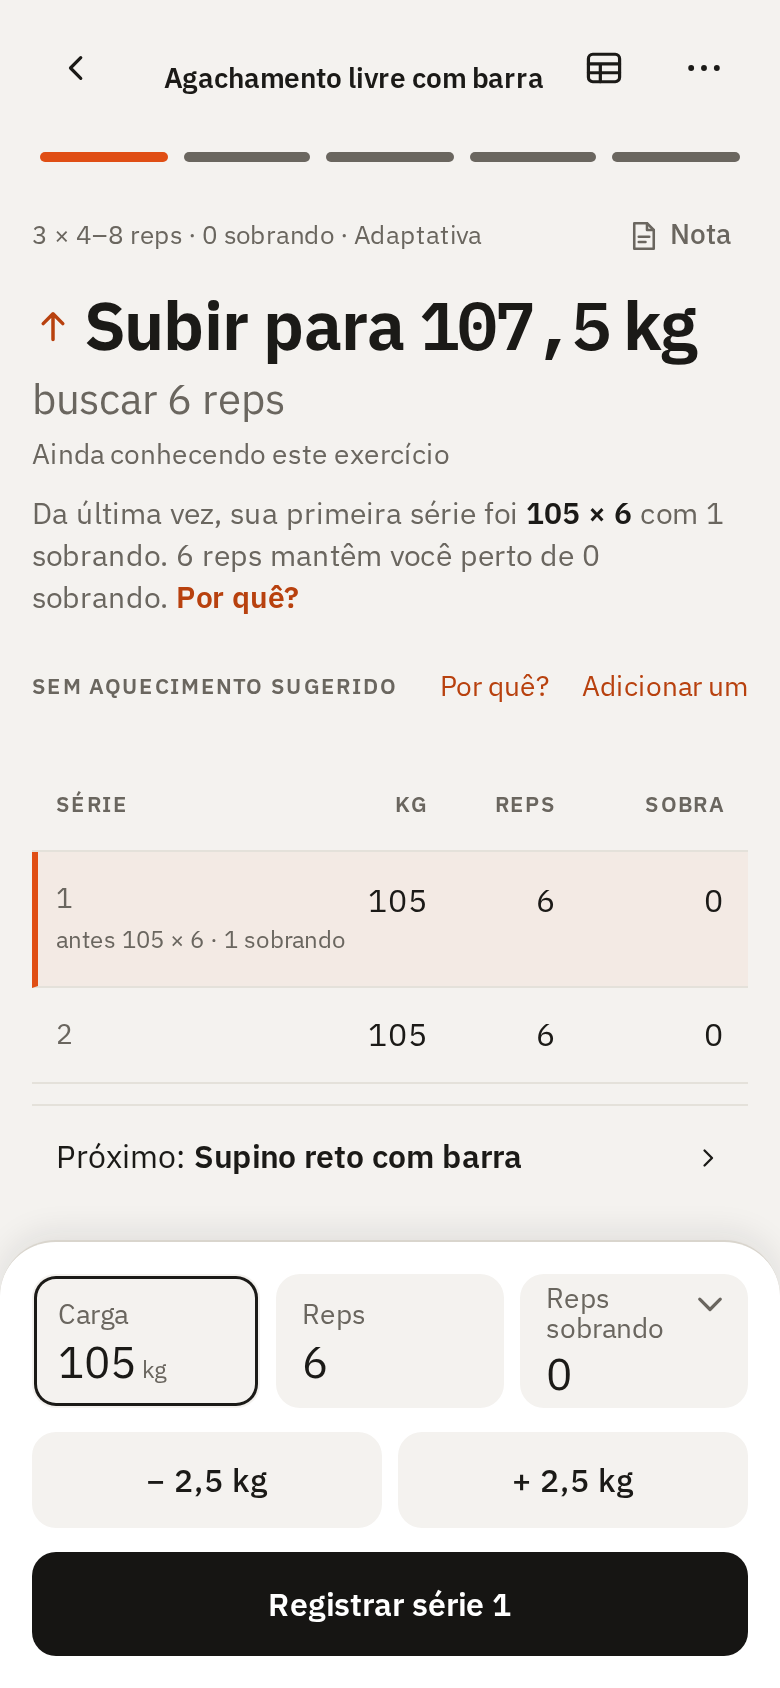 Agachamento livre com barra
3 × 4–8 reps · 0 sobrando · Adaptativa
Nota
↑ Subir para 107,5 kg
buscar 6 reps
Ainda conhecendo este exercício
Da última vez, sua primeira série foi 105 × 6 com 1
sobrando. 6 reps mantêm você perto de 0
sobrando. Por quê?
SEM AQUECIMENTO SUGERIDO Por quê? Adicionar um
SÉRIE KG REPS SOBRA
1 105 6 0
antes 105 × 6 · 1 sobrando
2 105 6 0
Próximo: Supino reto com barra
Carga
105 kg
Reps
6
Reps
sobrando
0
– 2,5 kg
+ 2,5 kg
Registrar série 1